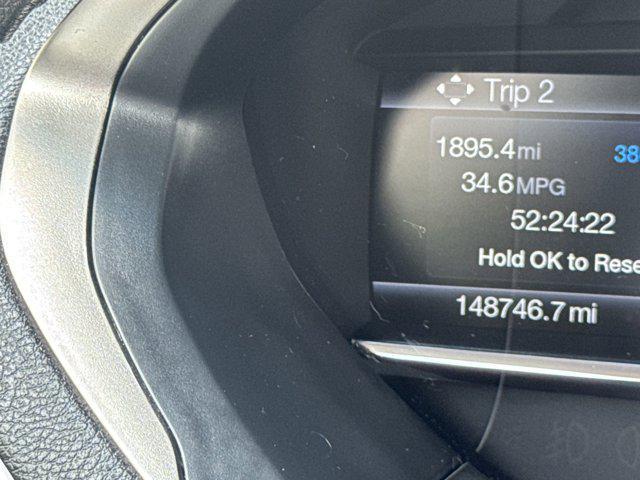 Trip 2
1895.4mi
34.6MPG
52:24:22
Hold OK to Rese
148746.7mi